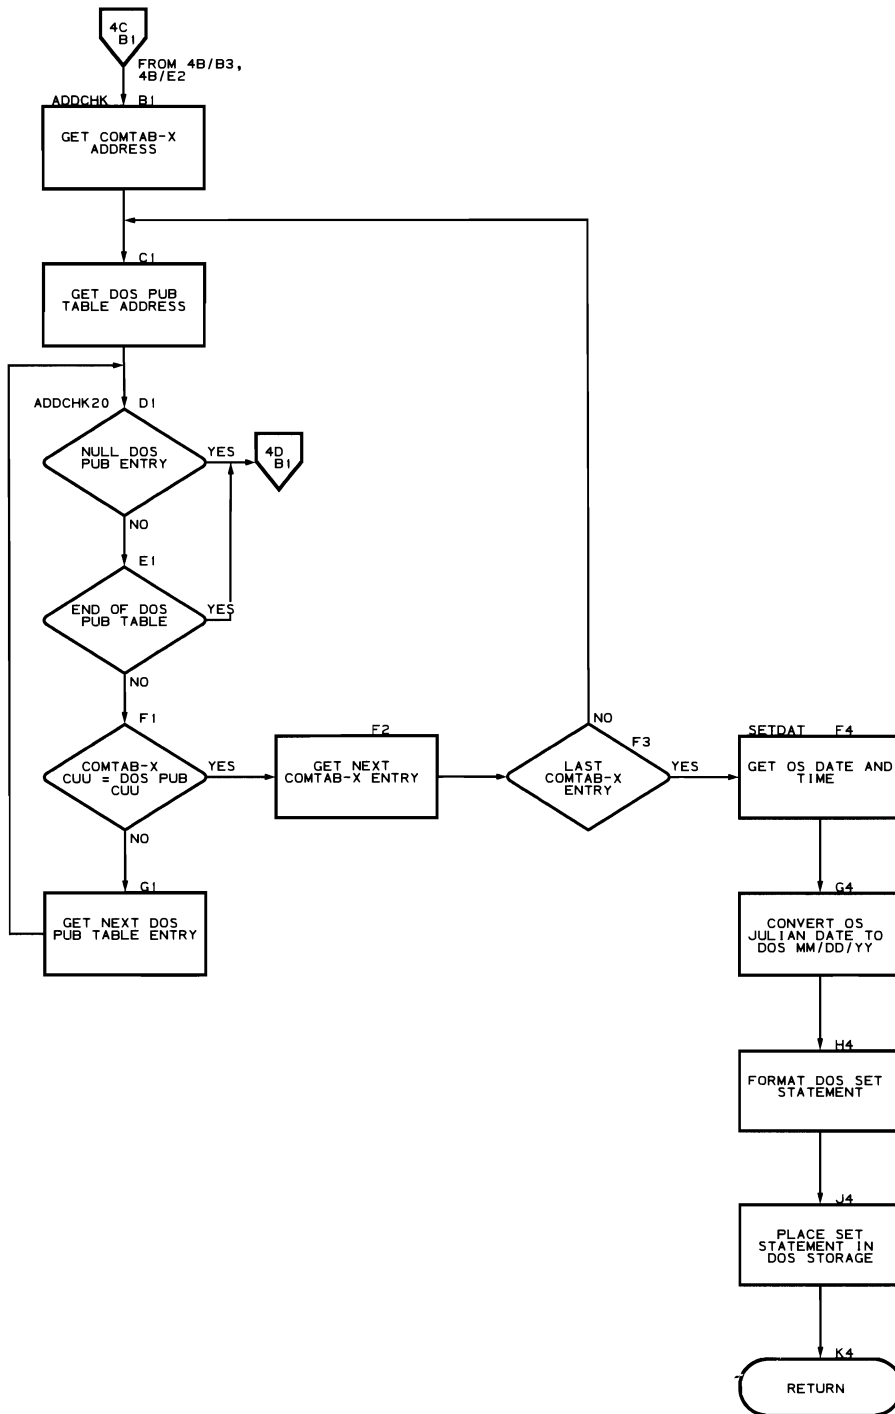 4C
B1
FROM 4B/B3,
4B/E2
ADDCHK B1
GET COMTAB-X
ADDRESS
C1
GET DOS PUB
TABLE ADDRESS
ADDCHK20 D1
NULL DOS
PUB ENTRY
YES
4D
B1
NO
E1
END OF DOS
PUB TABLE
YES
NO
F1
COMTAB-X
CUU = DOS PUB
CUU
YES
NO
F2
GET NEXT
COMTAB-X ENTRY
NO
F3
LAST
COMTAB-X
ENTRY
YES
SETDAT F4
GET OS DATE AND
TIME
G1
GET NEXT DOS
PUB TABLE ENTRY
G4
CONVERT OS
JULIAN DATE TO
DOS MM/DD/YY
H4
FORMAT DOS SET
STATEMENT
J4
PLACE SET
STATEMENT IN
DOS STORAGE
K4
RETURN